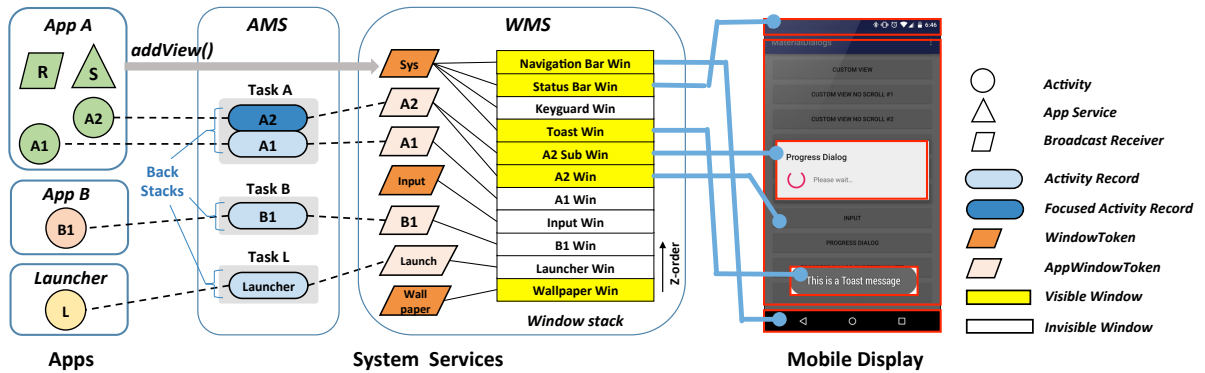 App A
R
S
A2
A1
addView()
App B
B1
Launcher
L
Apps
AMS
Task A
A2
A1
Back
Stacks
Task B
B1
Task L
Launcher
System Services
WMS
Sys
A2
A1
Input
B1
Launch
Wall
paper
Navigation Bar Win
Status Bar Win
Keyguard Win
Toast Win
A2 Sub Win
A2 Win
A1 Win
Input Win
B1 Win
Launcher Win
Wallpaper Win
Z-order
Window stack
6:46
MaterialDialogs
CUSTOM VIEW
CUSTOM VIEW NO SCROLL #1
CUSTOM VIEW NO SCROLL #2
Progress Dialog
Please wait...
INPUT
PROGRESS DIALOG
This is a Toast message
Mobile Display
Activity
App Service
Broadcast Receiver
Activity Record
Focused Activity Record
WindowToken
AppWindowToken
Visible Window
Invisible Window